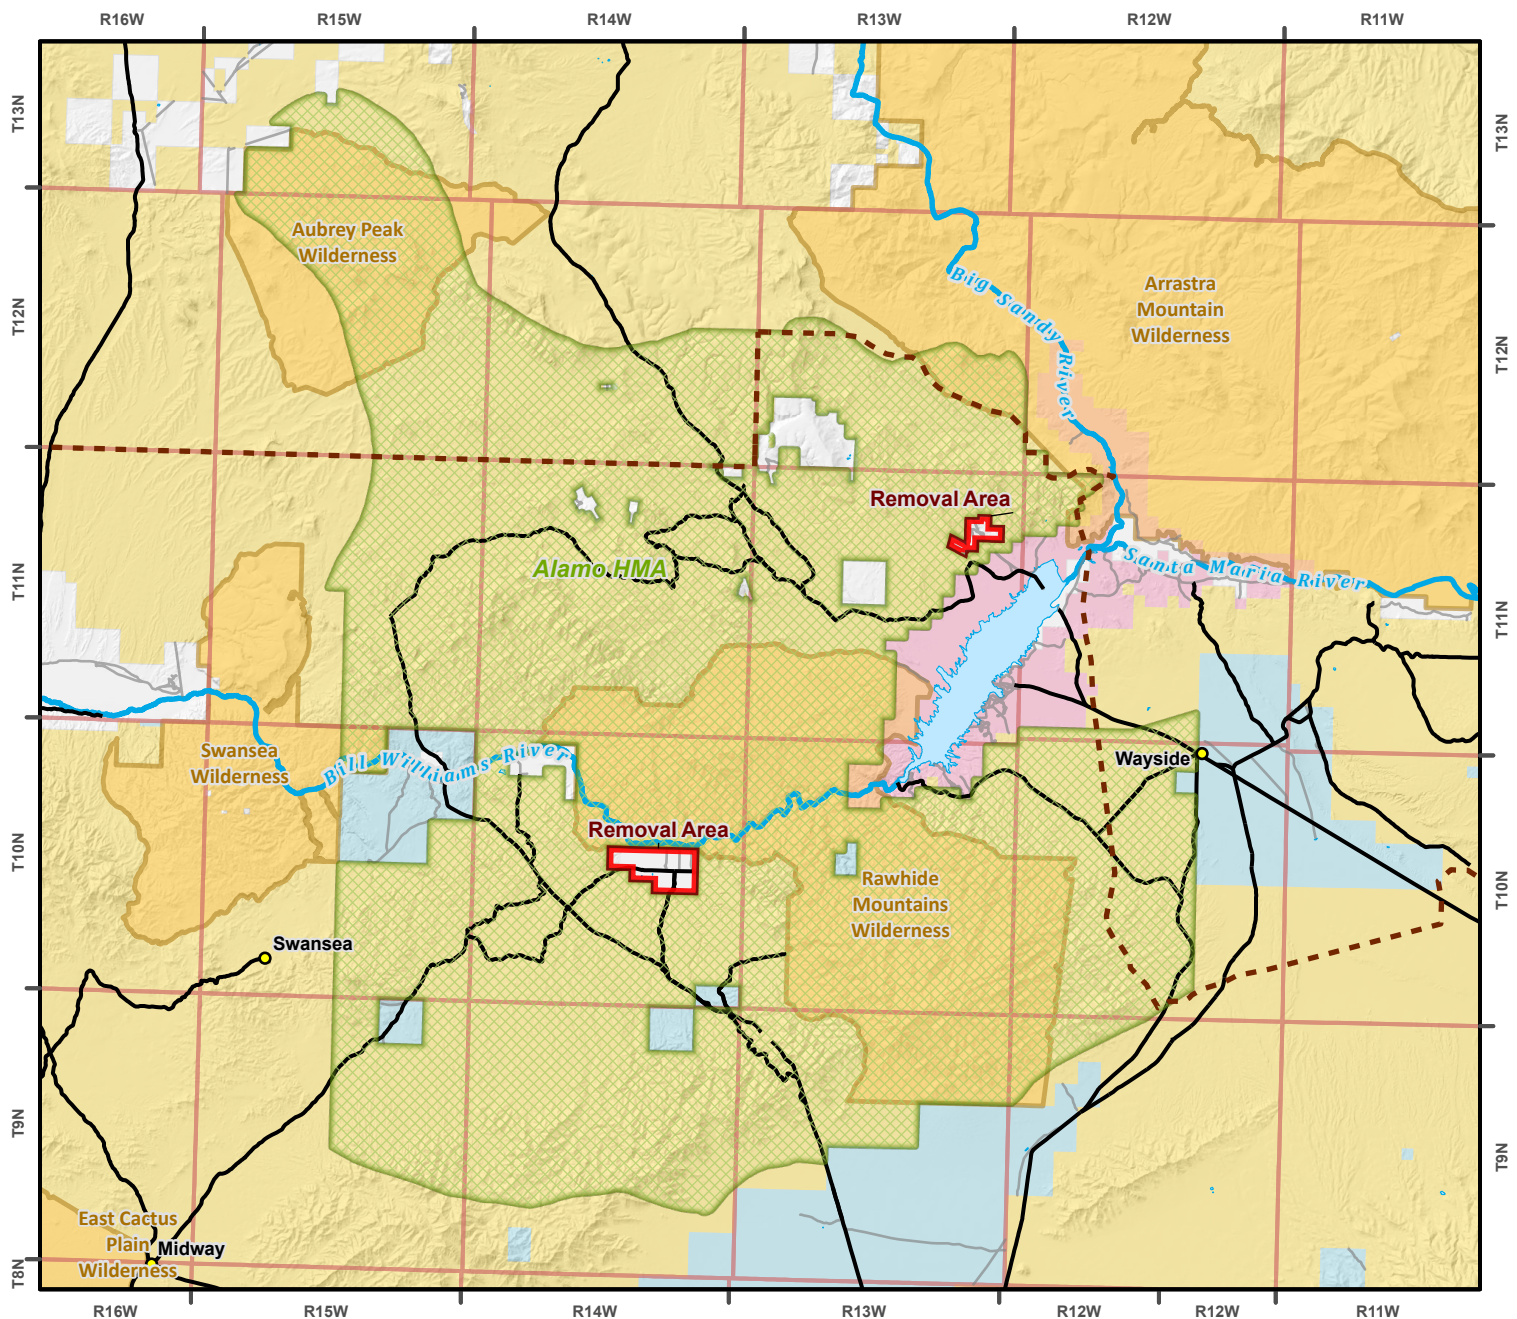 R16W
R15W
R14W
R13W
R12W
R11W
T13N
T13N
Aubrey Peak
Wilderness
Big Sandy River
Arrastra
Mountain
Wilderness
T12N
T12N
Removal Area
Alamo HMA
Santa Maria River
T11N
T11N
Swansea
Wilderness
Bill Williams River
Wayside
Removal Area
T10N
T10N
Rawhide
Mountains
Wilderness
Swansea
T9N
T9N
East Cactus
Plain
Wilderness
Midway
T8N
R16W
R15W
R14W
R13W
R12W
R12W
R11W